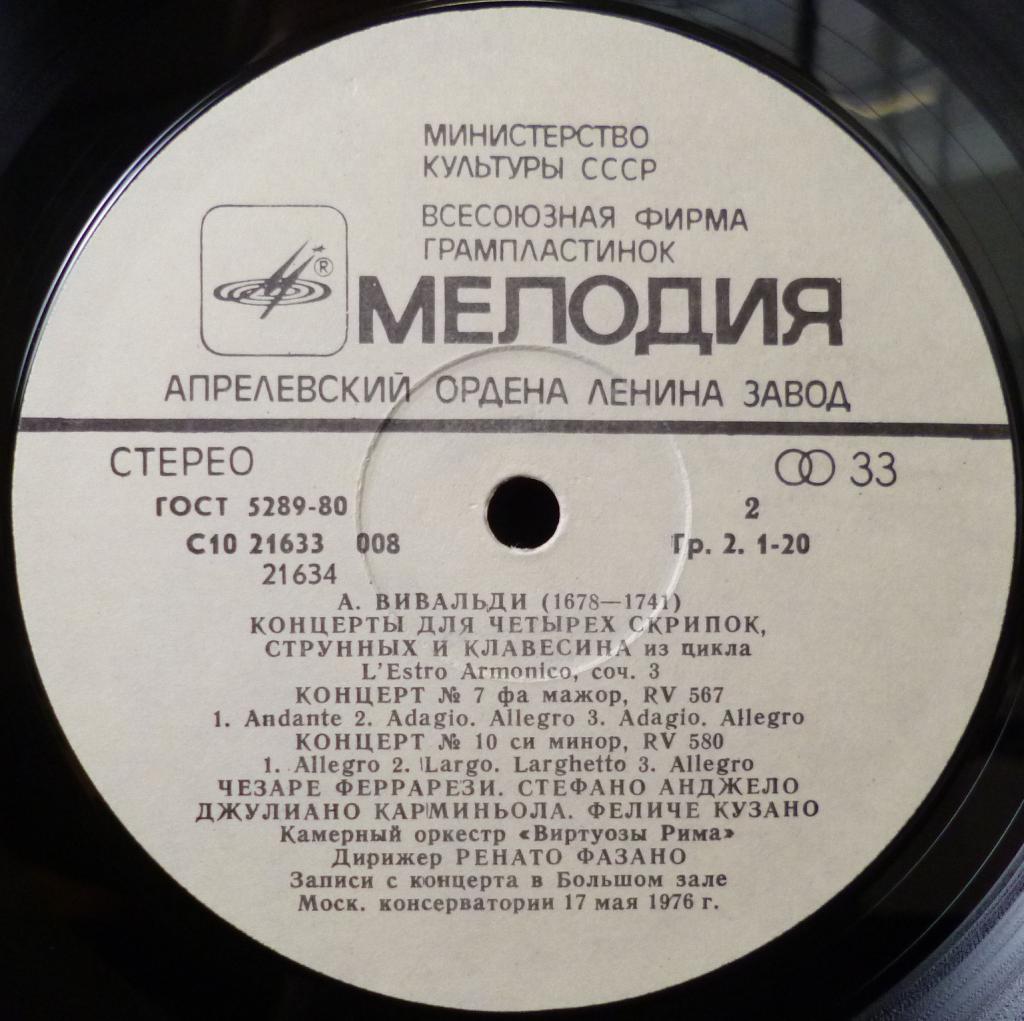 МИНИСТЕРСТВО
КУЛЬТУРЫ СССР
ВСЕСОЮЗНАЯ ФИРМА
ГРАМПЛАСТИНОК
®
МЕЛОДИЯ
АПРЕЛЕВСКИЙ ОРДЕНА ЛЕНИНА ЗАВОД
СТЕРЕО 33
ГОСТ 5289-80 2
С10 21633 008 Гр. 2. 1-20
21634
А. ВИВАЛЬДИ (1678—1741)
КОНЦЕРТЫ ДЛЯ ЧЕТЫРЕХ СКРИПОК,
СТРУННЫХ И КЛАВЕСИНА из цикла
L'Estro Armonico, соч. 3
КОНЦЕРТ № 7 фа мажор, RV 567
1. Andante 2. Adagio. Allegro 3. Adagio. Allegro
КОНЦЕРТ № 10 си минор, RV 580
1. Allegro 2. Largo. Larghetto 3. Allegro
ЧЕЗАРЕ ФЕРРАРЕЗИ. СТЕФАНО АНДЖЕЛО
ДЖУЛИАНО КАРМИНЬОЛА. ФЕЛИЧЕ КУЗАНО
Камерный оркестр «Виртуозы Рима»
Дирижер РЕНАТО ФАЗАНО
Записи с концерта в Большом зале
Моск. консерватории 17 мая 1976 г.